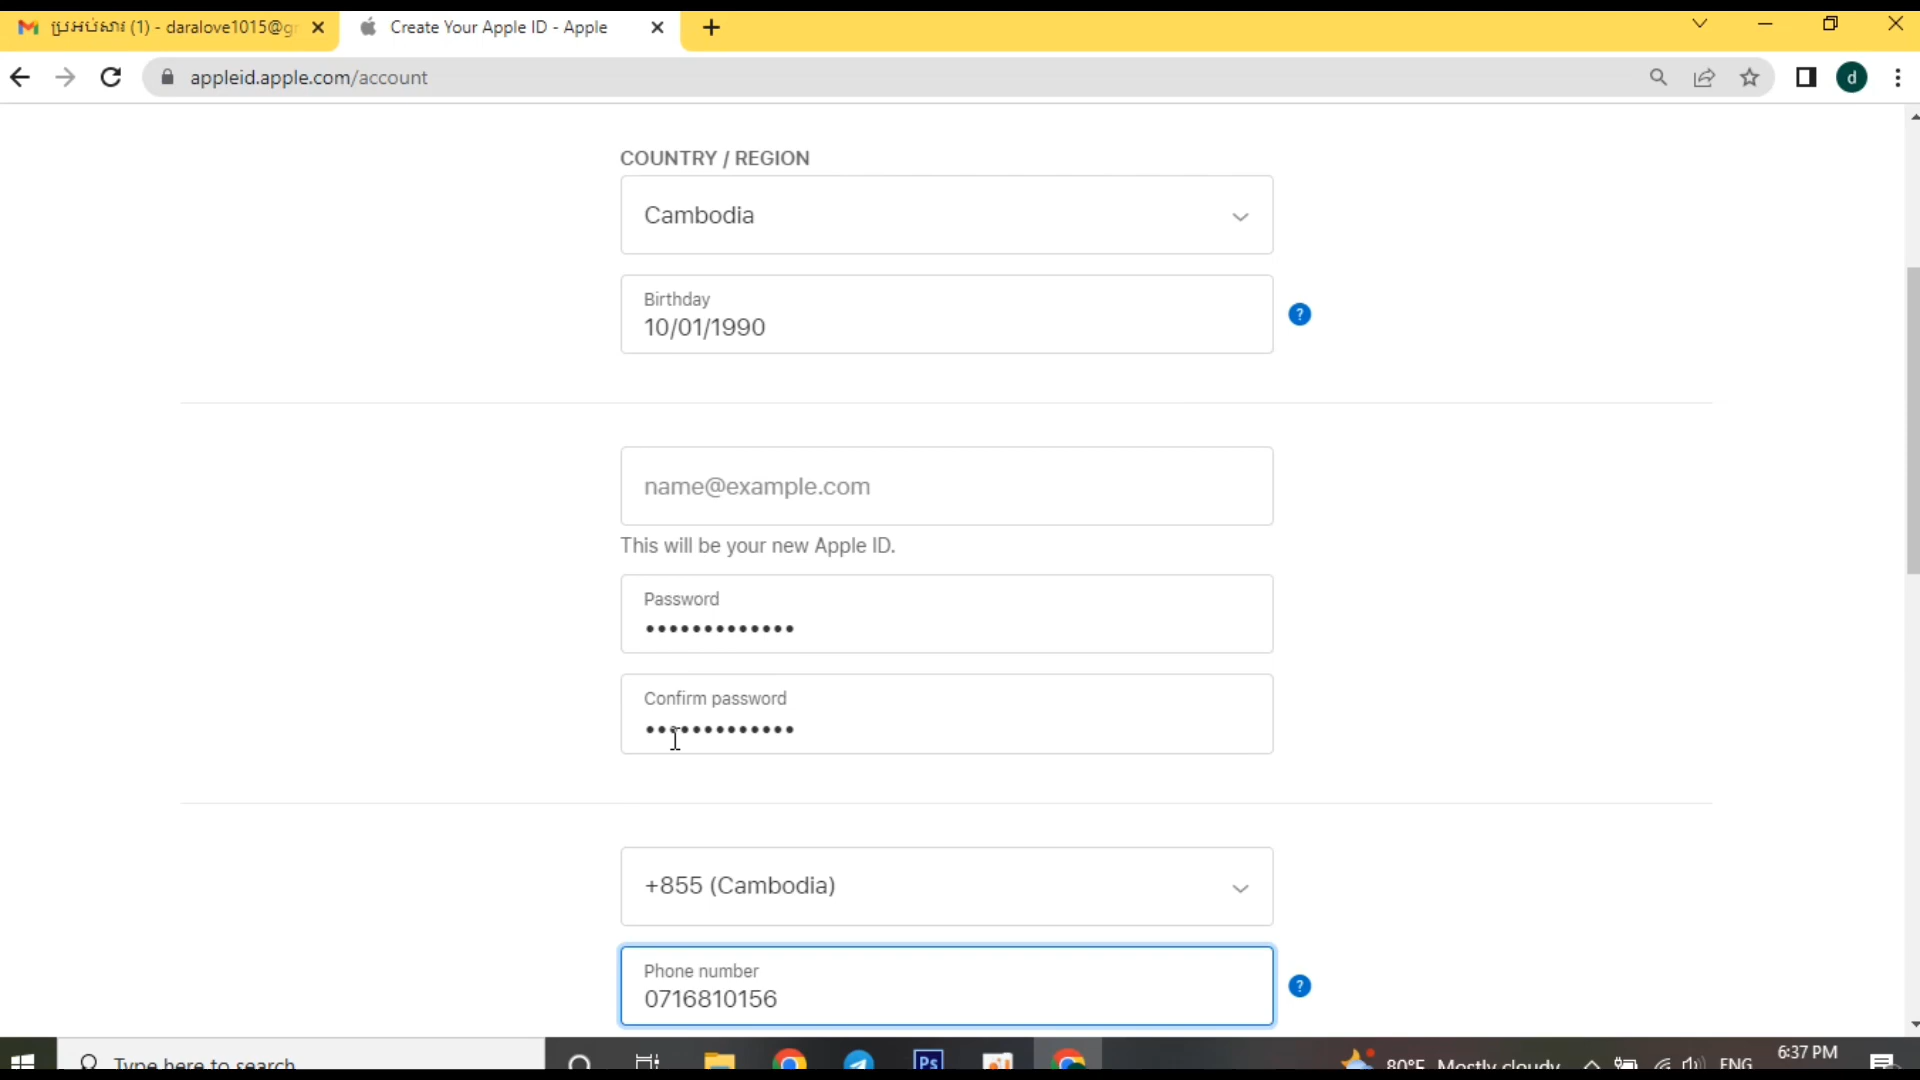 ប្រអប់សារ (1) - daralove1015@gr
Create Your Apple ID - Apple
appleid.apple.com/account
d
COUNTRY / REGION
Cambodia
Birthday
10/01/1990
?
name@example.com
This will be your new Apple ID.
Password
•••••••••••••
Confirm password
•••••••••••••
+855 (Cambodia)
Phone number
0716810156
?
Type here to search
Ps
80°F Mostly cloudy
ENG
6:37 PM